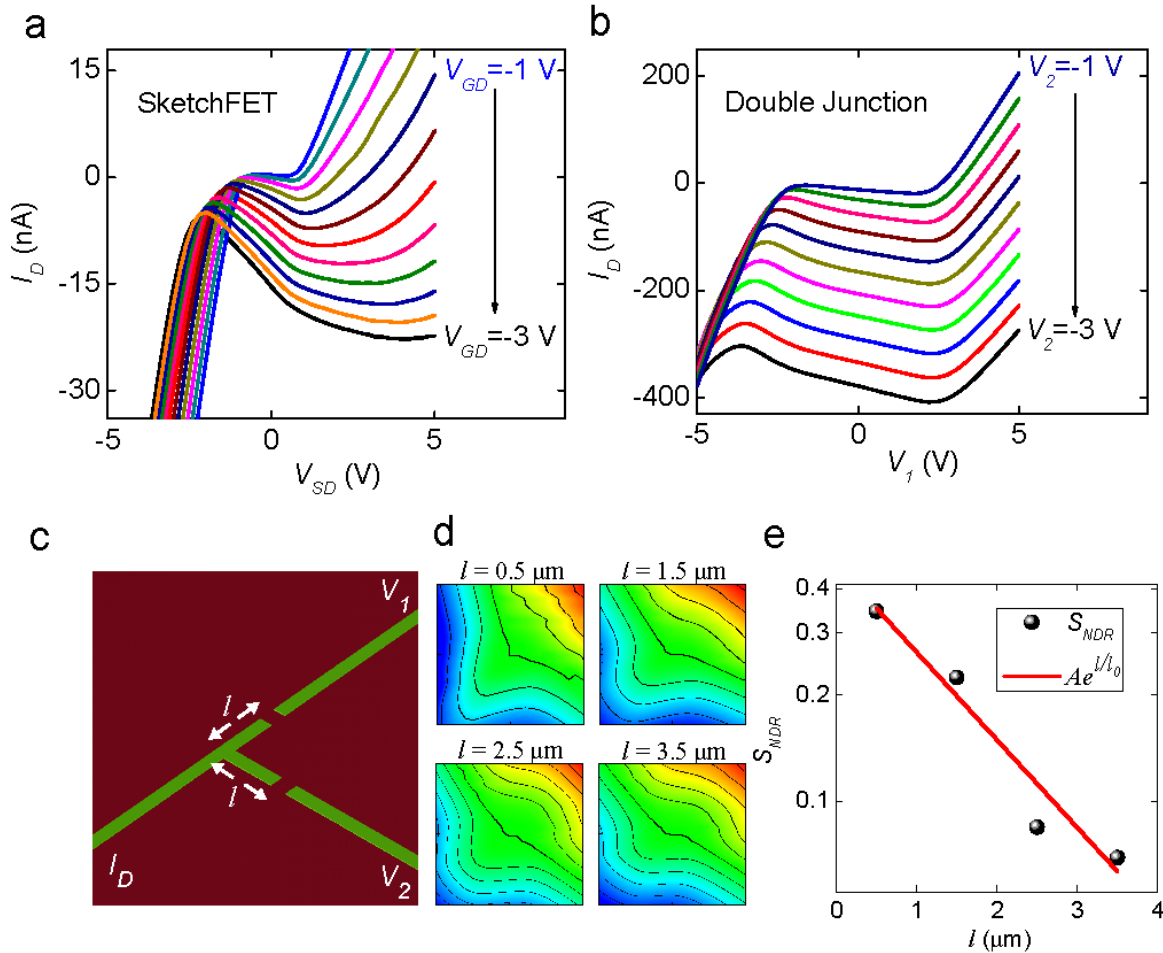 a
15
0
-15
-30
-5
0
5
I_D (nA)
V_SD (V)
SketchFET
V_GD=-1 V
V_GD=-3 V
b
200
0
-200
-400
-5
0
5
I_D (nA)
V_1 (V)
Double Junction
V_2=-1 V
V_2=-3 V
c
V_1
l
l
I_D
V_2
d
l = 0.5 μm
l = 1.5 μm
l = 2.5 μm
l = 3.5 μm
e
0.4
0.3
0.2
0.1
0
1
2
3
4
S_NDR
l (μm)
S_NDR
Ae^l/l_0